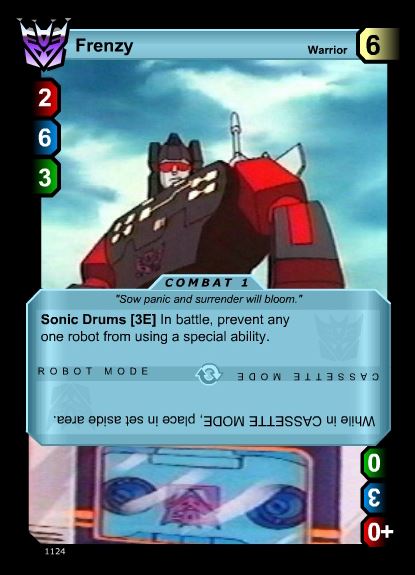 Frenzy
Warrior
6
2
6
3
COMBAT 1
"Sow panic and surrender will bloom."
Sonic Drums [3E] In battle, prevent any
one robot from using a special ability.
ROBOT MODE
CASSETTE MODE
While in CASSETTE MODE, place in set aside area.
0
3
0+
1124